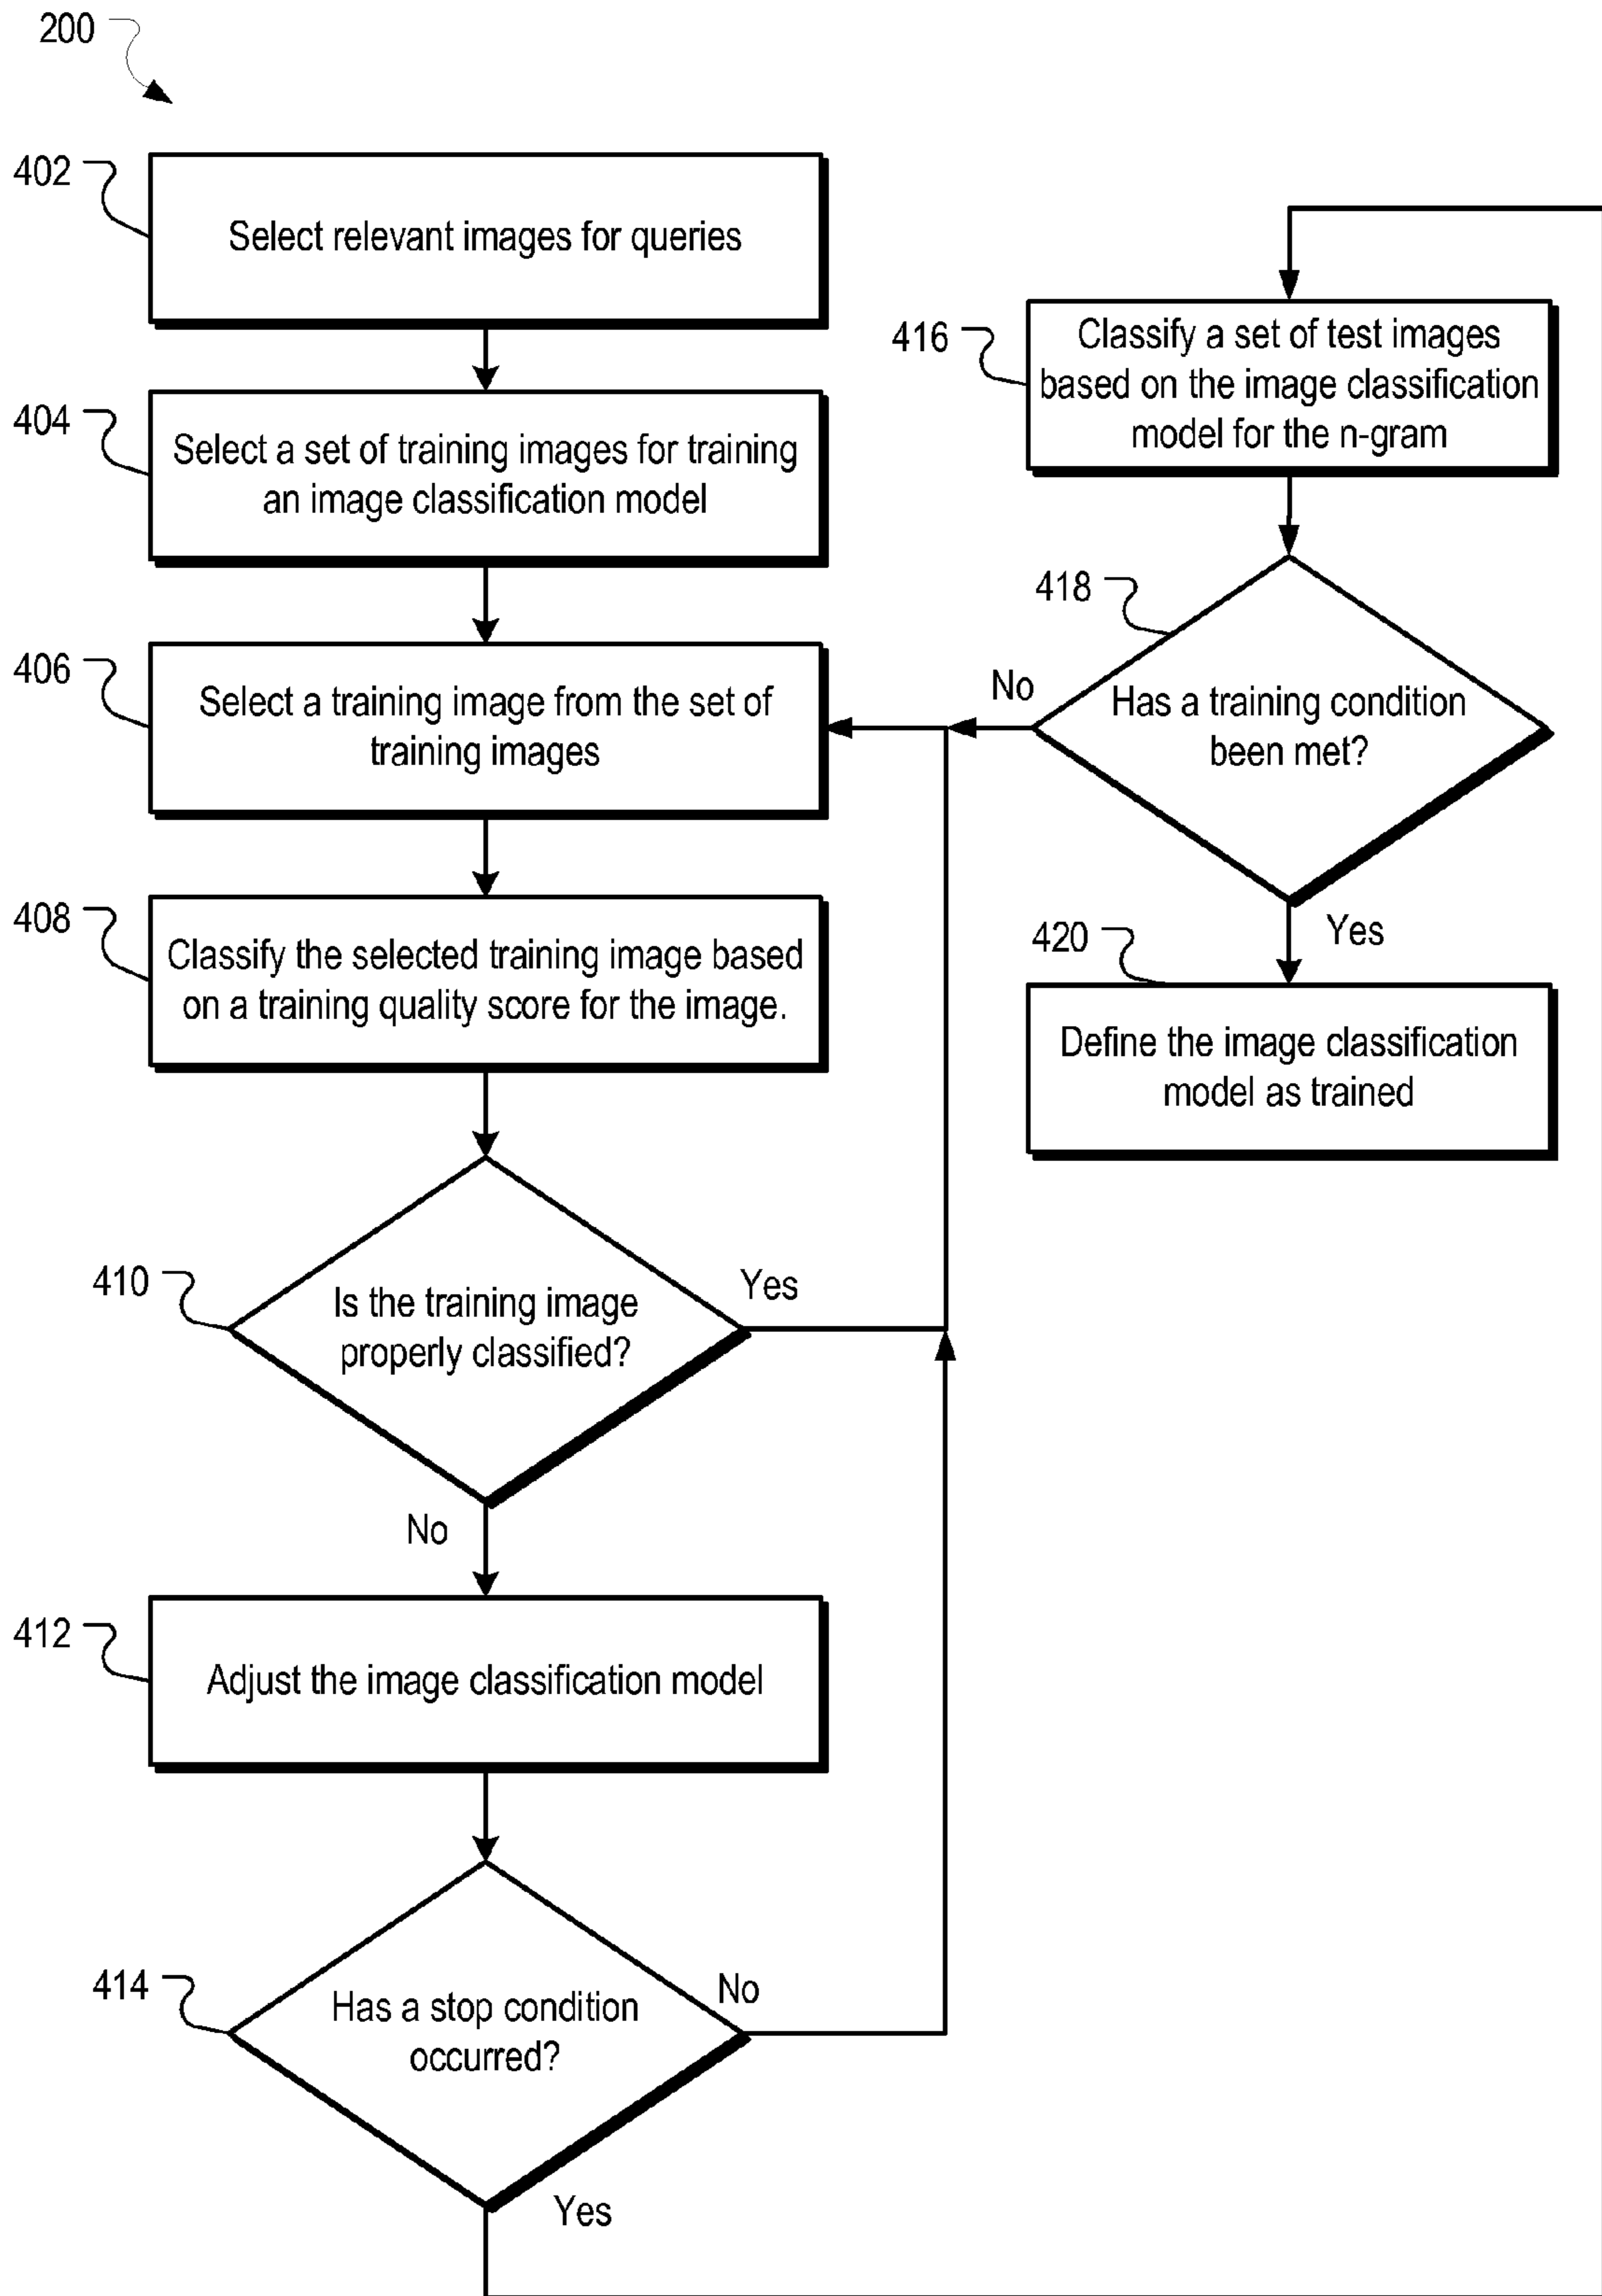 200
402
Select relevant images for queries
404
Select a set of training images for training
an image classification model
406
Select a training image from the set of
training images
408
Classify the selected training image based
on a training quality score for the image.
410
Is the training image
properly classified?
Yes
No
412
Adjust the image classification model
414
Has a stop condition
occurred?
No
Yes
416
Classify a set of test images
based on the image classification
model for the n-gram
418
Has a training condition
been met?
No
Yes
420
Define the image classification
model as trained